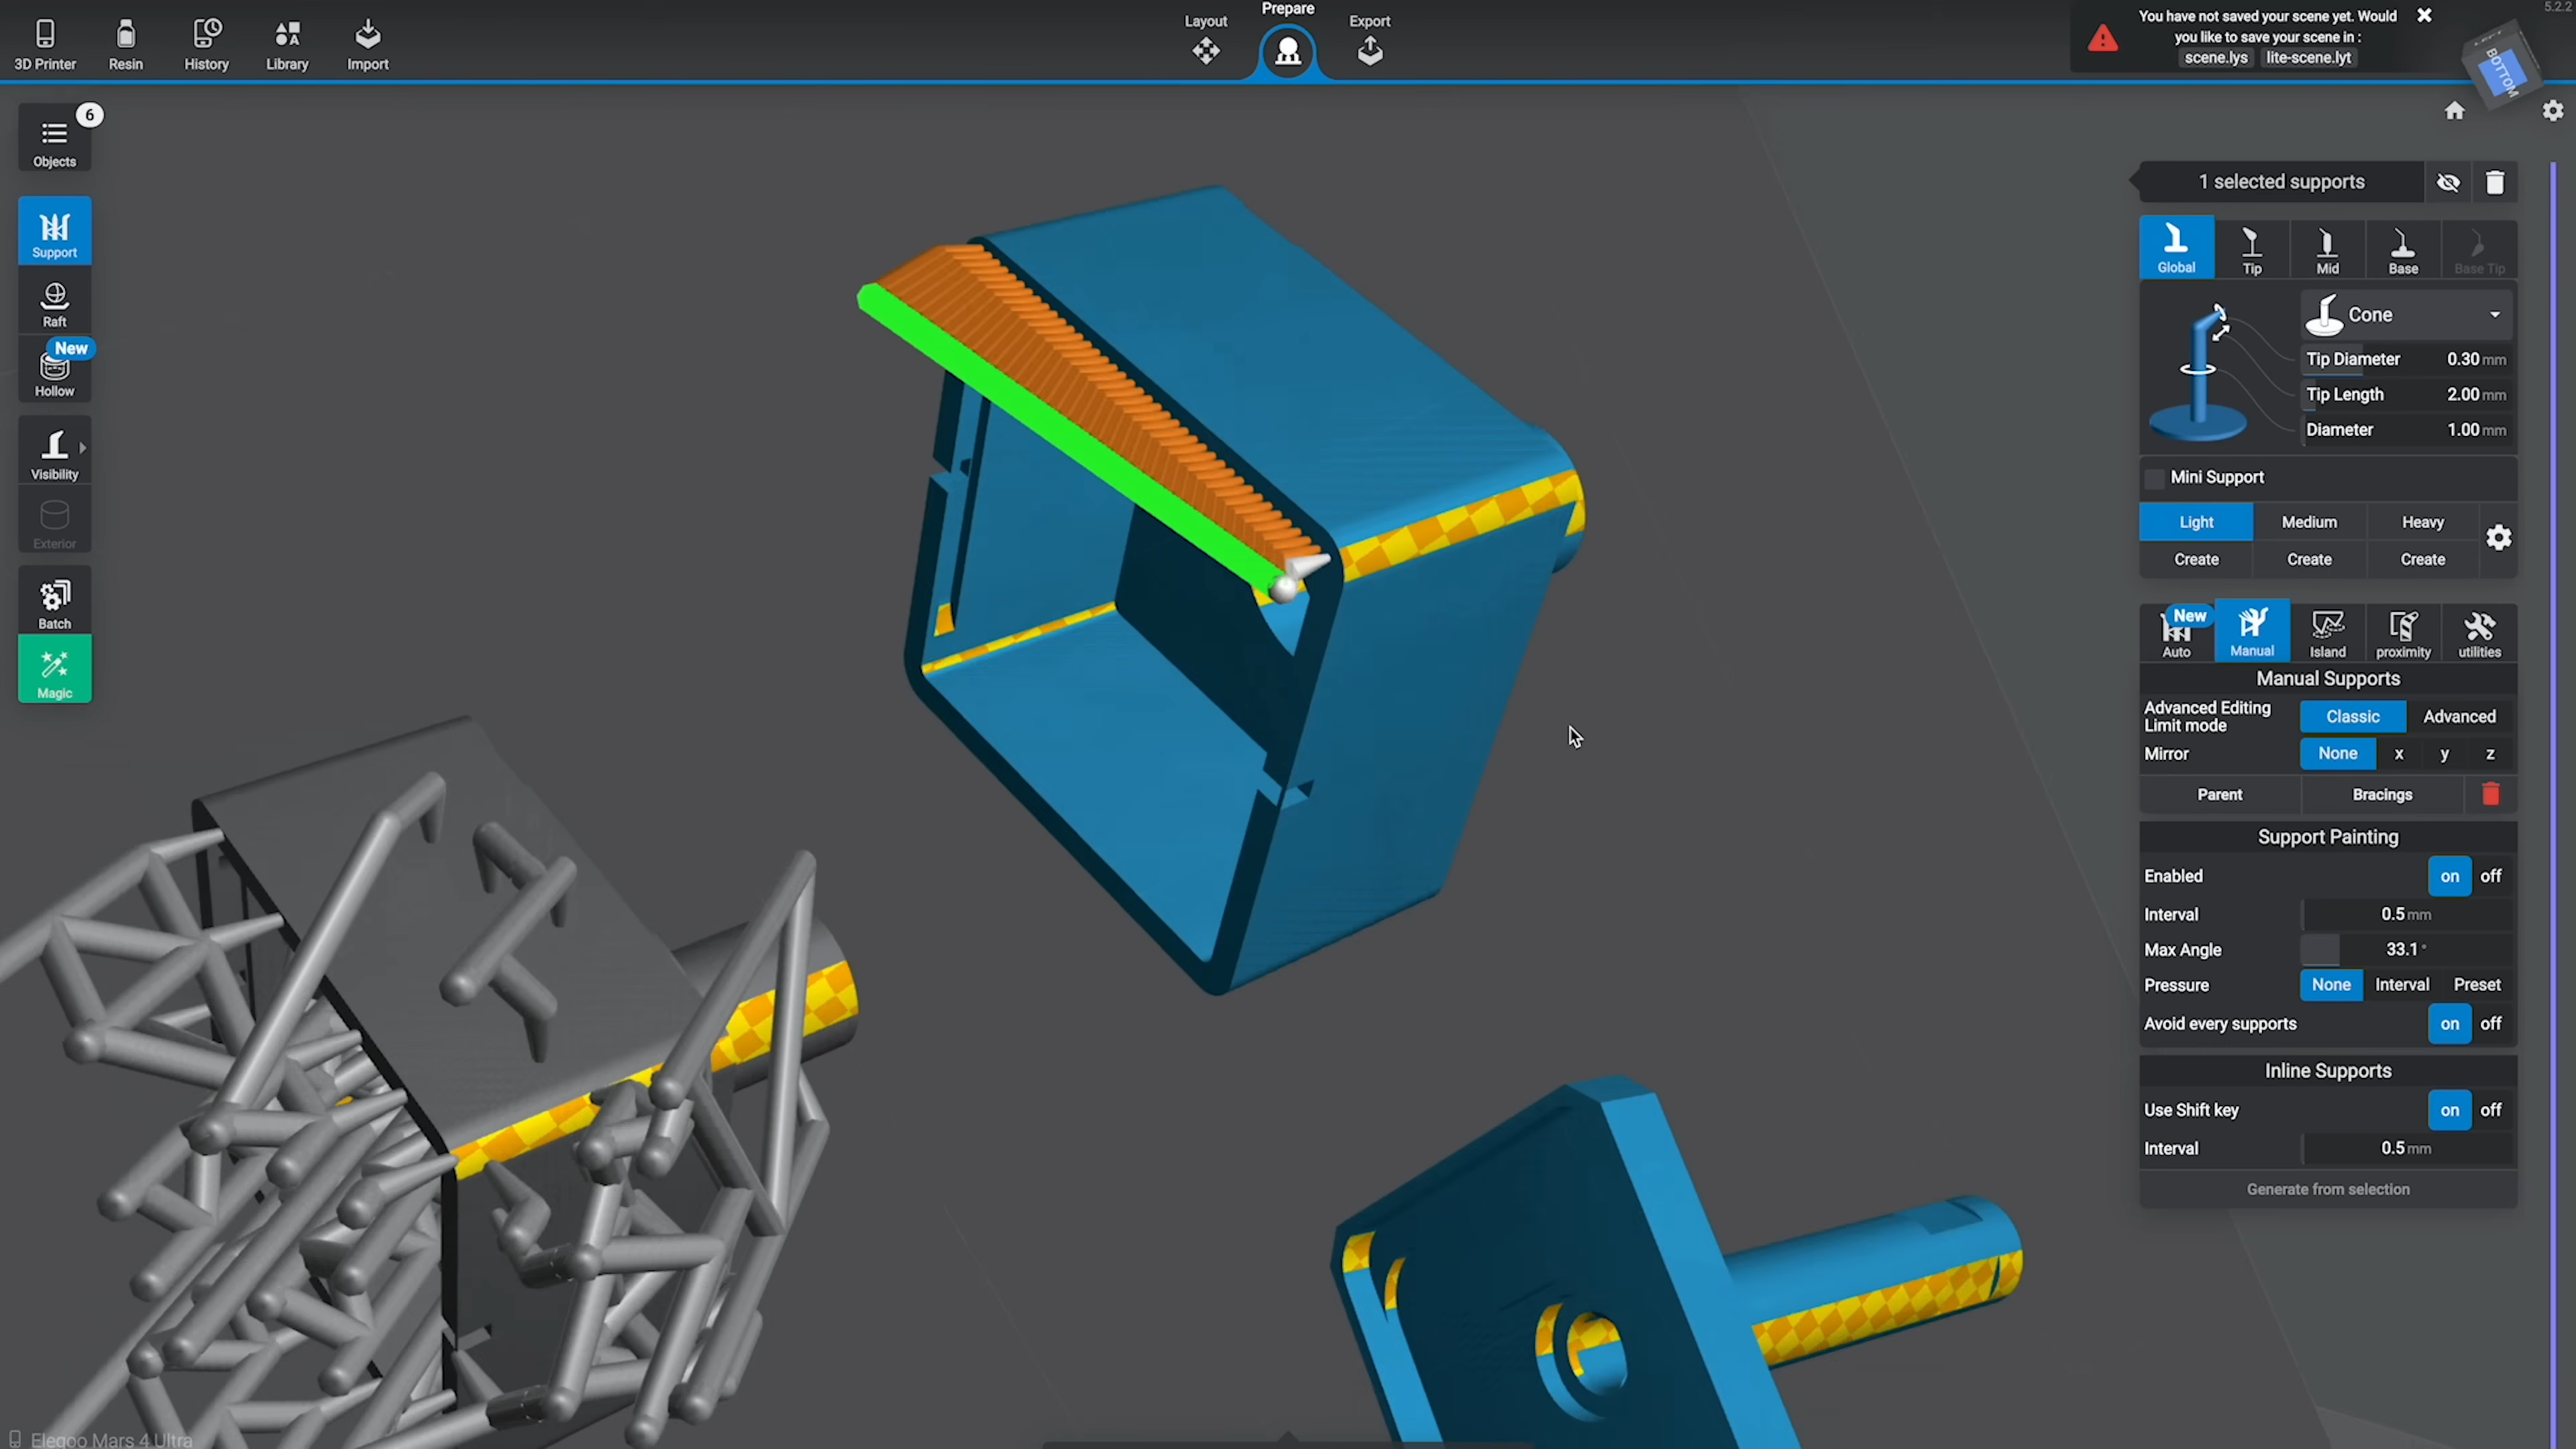 5.2.2
Prepare
Layout
Export
3D Printer
Resin
History
Library
Import
You have not saved your scene yet. Would
you like to save your scene in :
scene.lys
lite-scene.lyt
LEFT
BOTTOM
6
Objects
Support
Raft
New
Hollow
Visibility
Exterior
Batch
Magic
1 selected supports
Global
Tip
Mid
Base
Base Tip
Cone
Tip Diameter 0.30 mm
Tip Length 2.00 mm
Diameter 1.00 mm
Mini Support
Light Medium Heavy
Create Create Create
New
Auto
Manual
Island
proximity
utilities
Manual Supports
Advanced Editing
Limit mode
Classic
Advanced
Mirror None x y z
Parent
Bracings
Support Painting
Enabled on off
Interval 0.5 mm
Max Angle 33.1 °
Pressure None Interval Preset
Avoid every supports on off
Inline Supports
Use Shift key on off
Interval 0.5 mm
Generate from selection
Elegoo Mars 4 Ultra